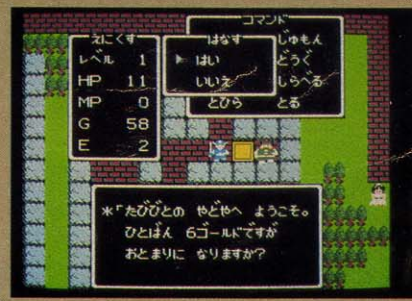 コマンド
はなす
じゅもん
どうぐ
しらべる
とびら
とる
はい
いいえ
えにくす
レベル 1
HP 11
MP 0
G 58
E 2
*「たびびとの やどやへ ようこそ。
ひとばん 6ゴールドですが
おとまりに なりますか?